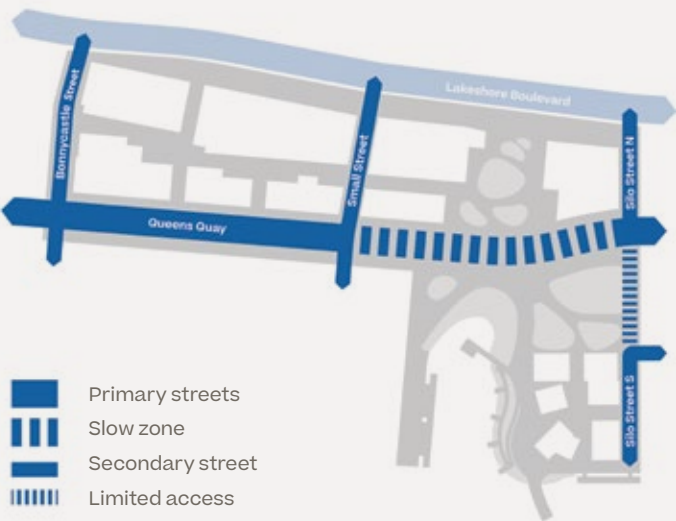 Lakeshore Boulevard
Bonnycastle Street
Small Street
Silo Street N
Queens Quay
Silo Street S
Primary streets
Slow zone
Secondary street
Limited access